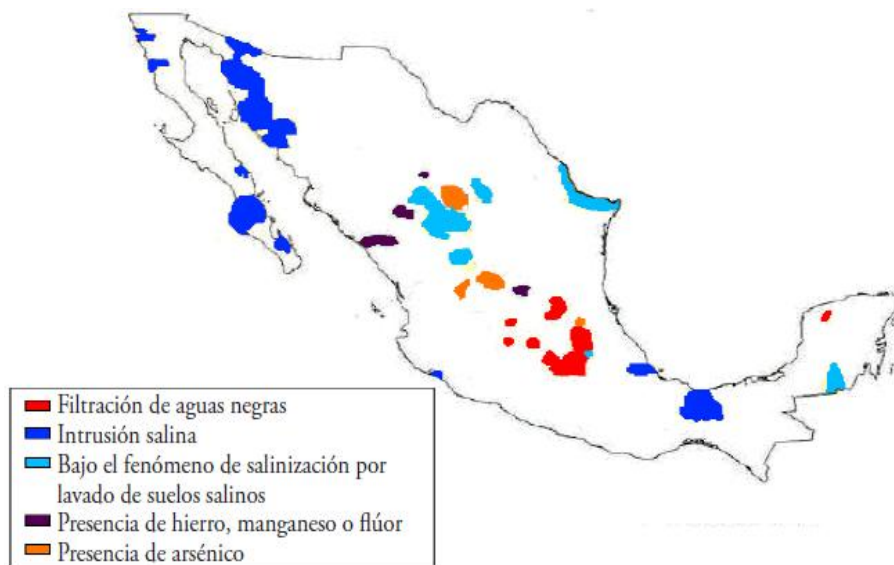 Filtración de aguas negras
Intrusión salina
Bajo el fenómeno de salinización por
lavado de suelos salinos
Presencia de hierro, manganeso o flúor
Presencia de arsénico